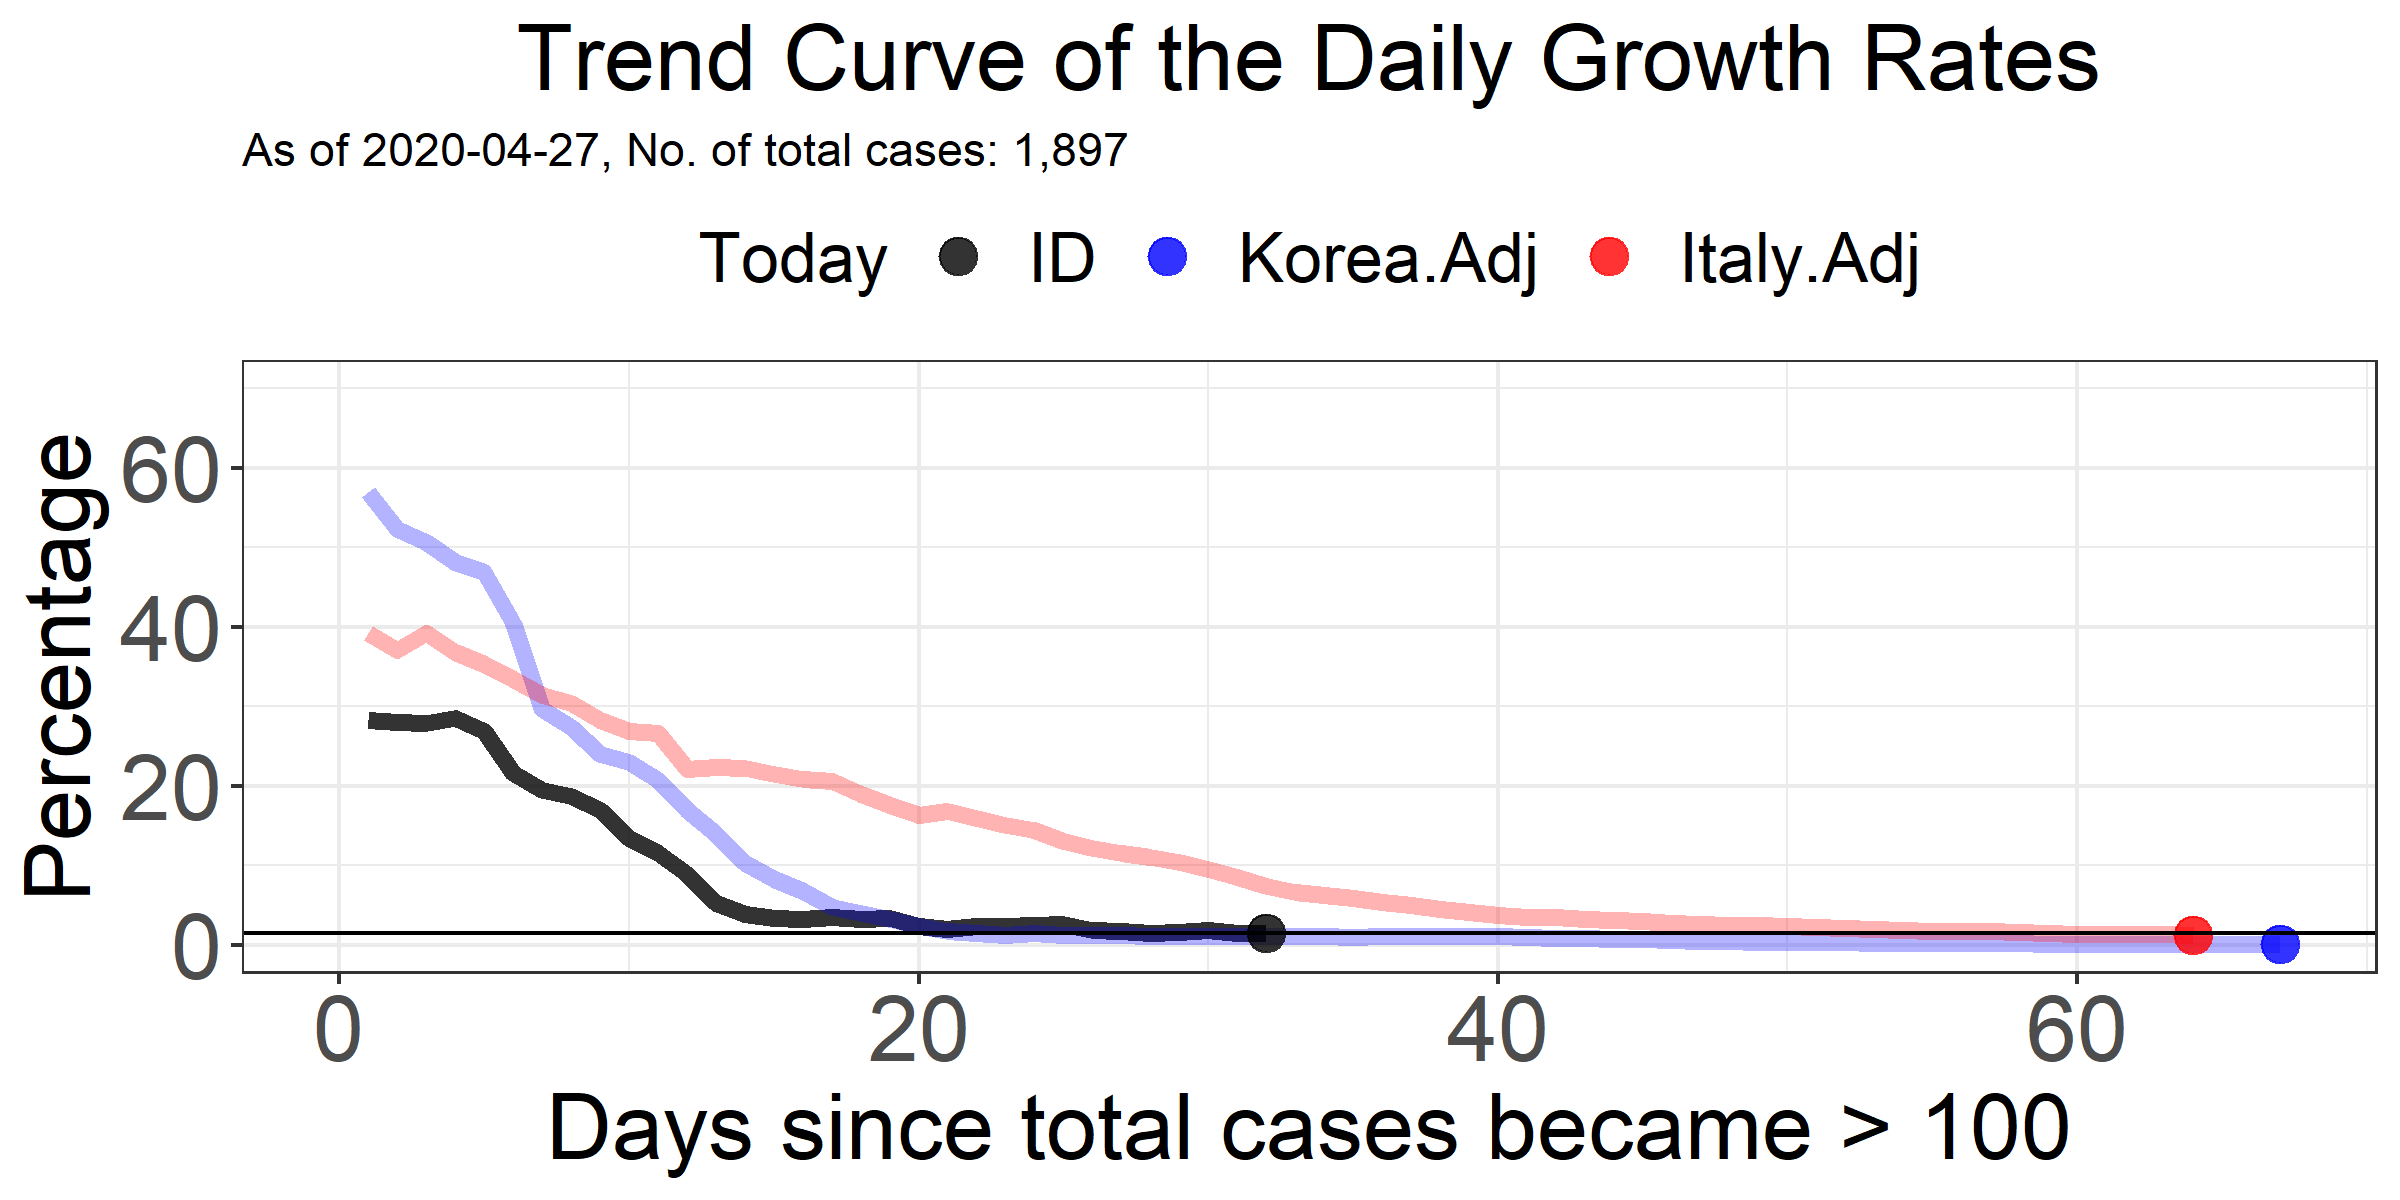 Trend Curve of the Daily Growth Rates
As of 2020-04-27, No. of total cases: 1,897
Today ID Korea.Adj Italy.Adj
Percentage
60
40
20
0
0 20 40 60
Days since total cases became > 100